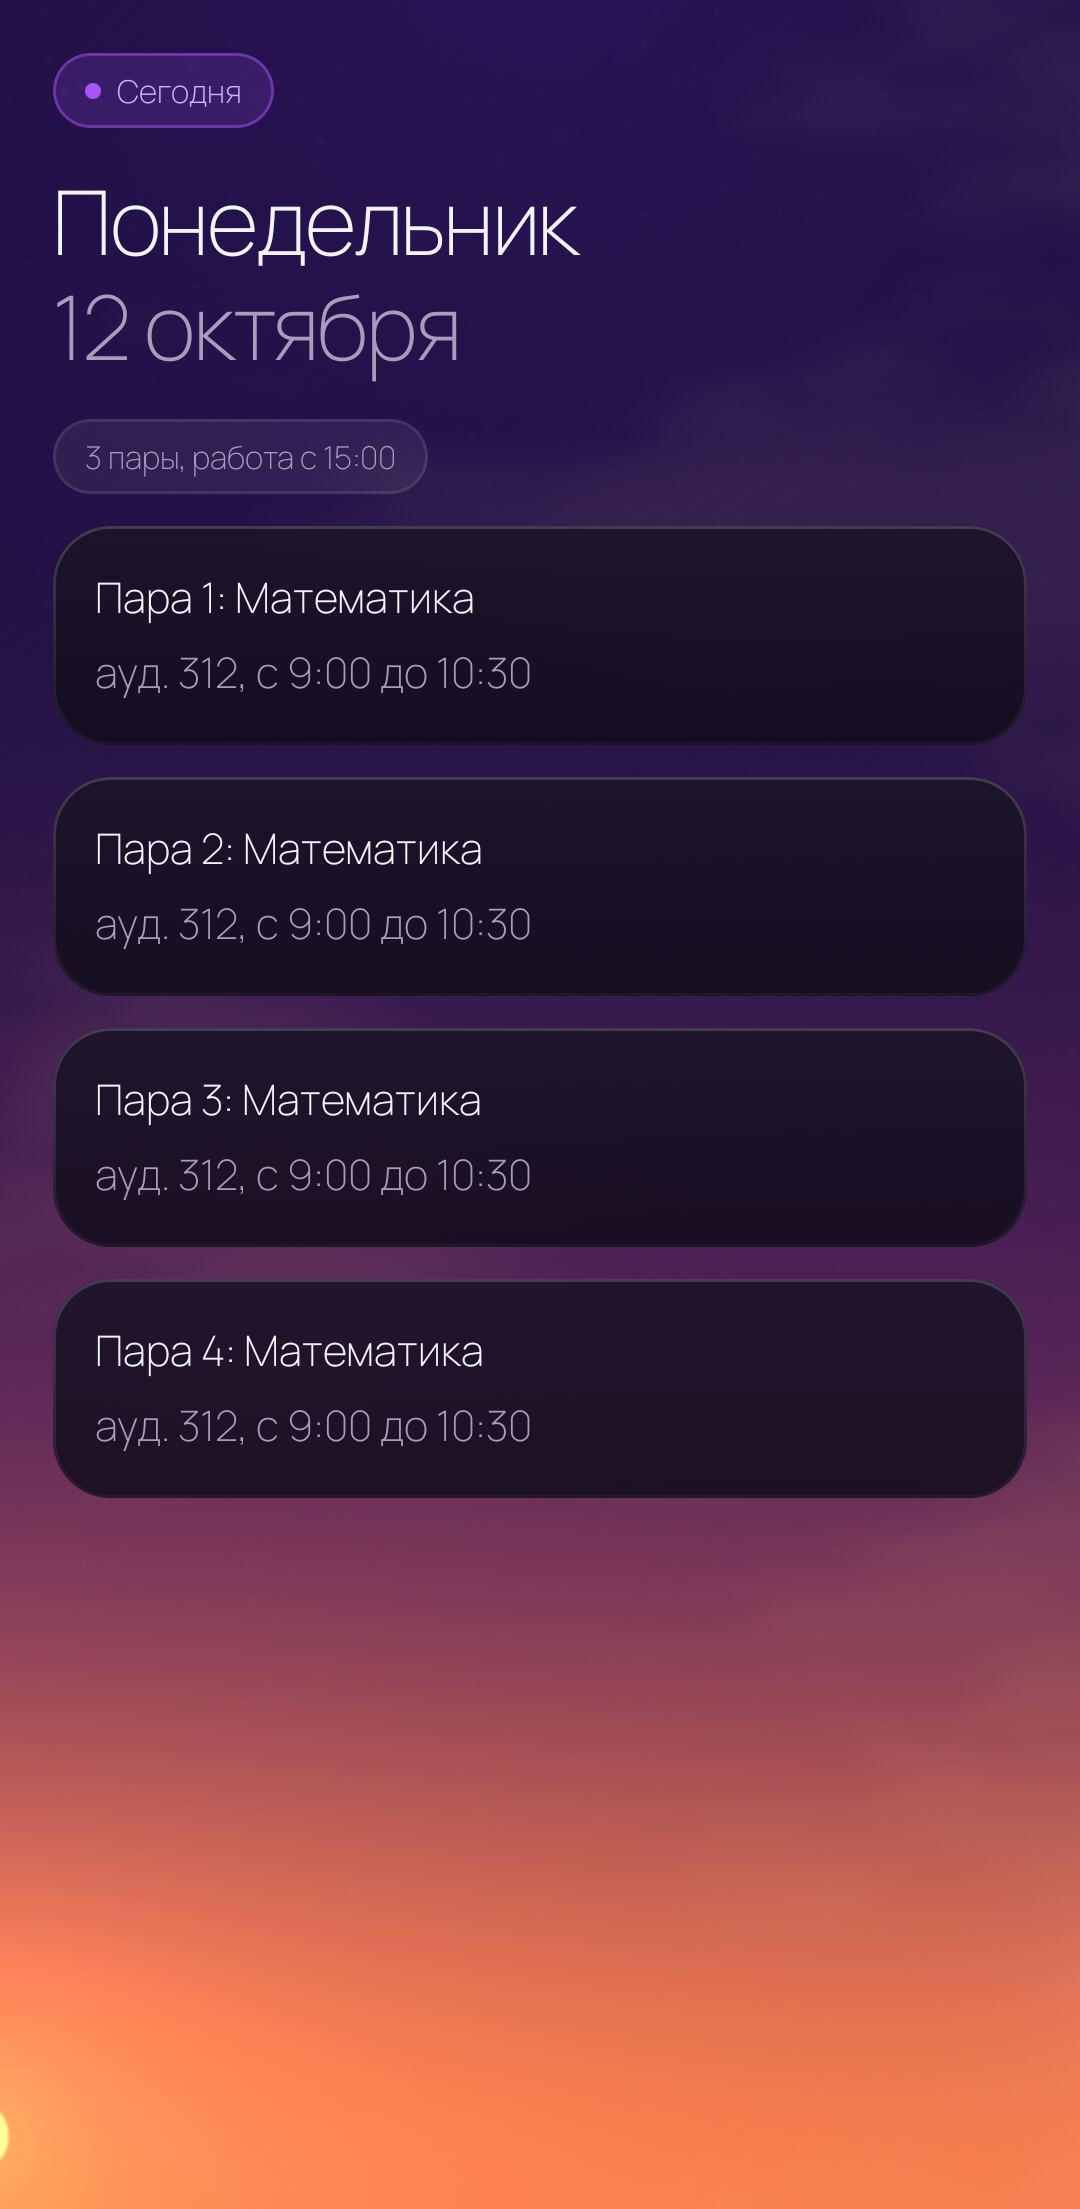 Сегодня
Понедельник
12 октября
3 пары, работа с 15:00
Пара 1: Математика
ауд. 312, с 9:00 до 10:30
Пара 2: Математика
ауд. 312, с 9:00 до 10:30
Пара 3: Математика
ауд. 312, с 9:00 до 10:30
Пара 4: Математика
ауд. 312, с 9:00 до 10:30